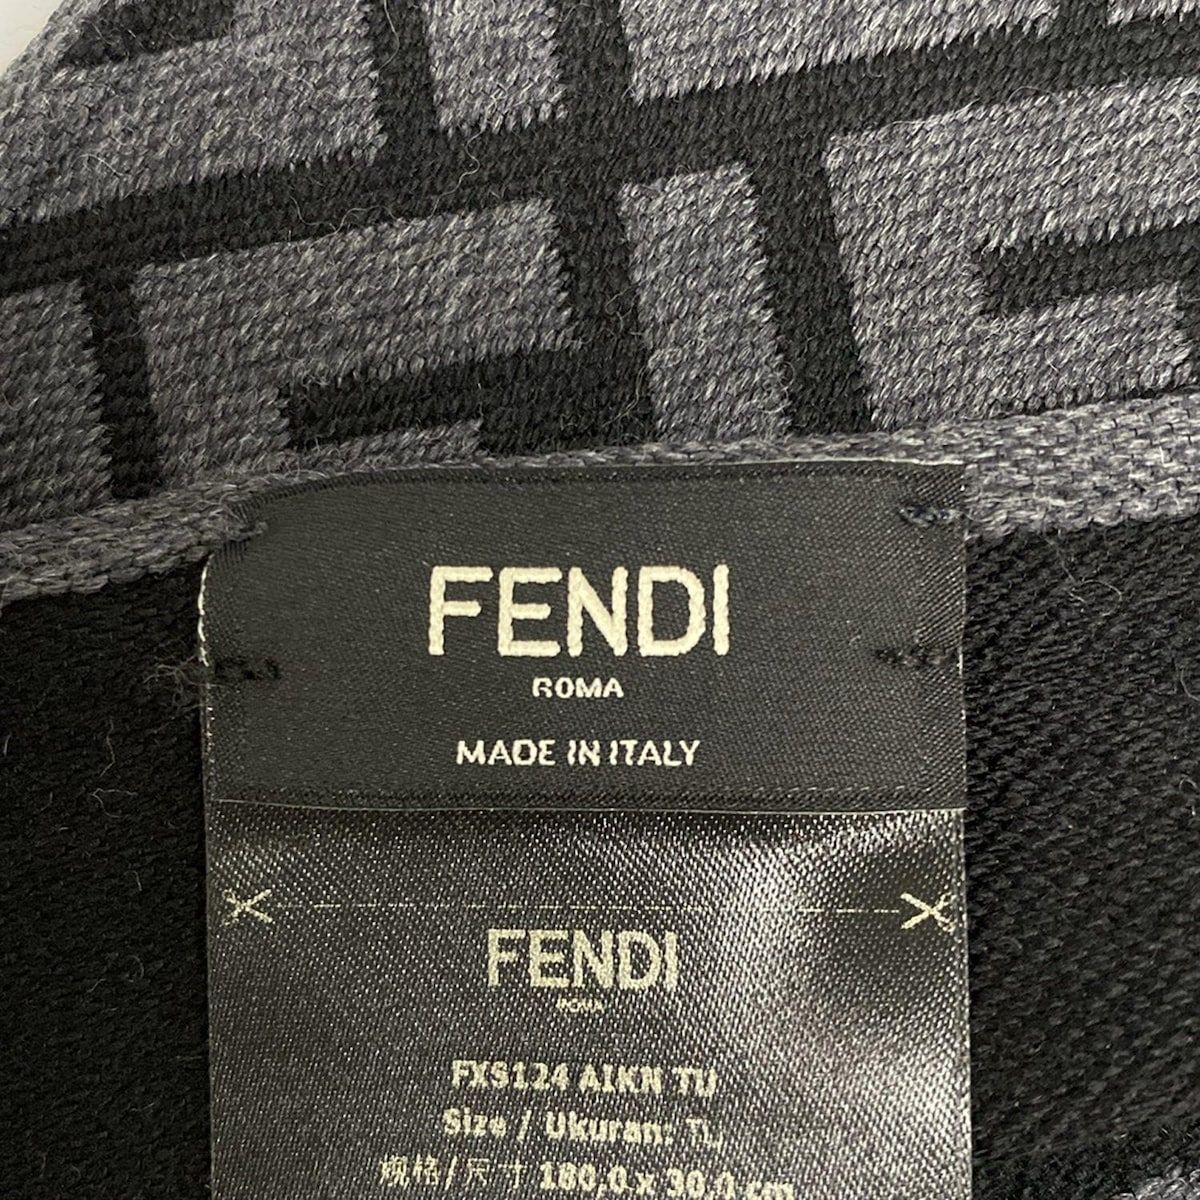 FENDI
ROMA
MADE IN ITALY
FENDI
ROMA
FXS124 AIKN TU
Size / Ukuran: TU
规格/尺寸 180,0 x 30,0 cm